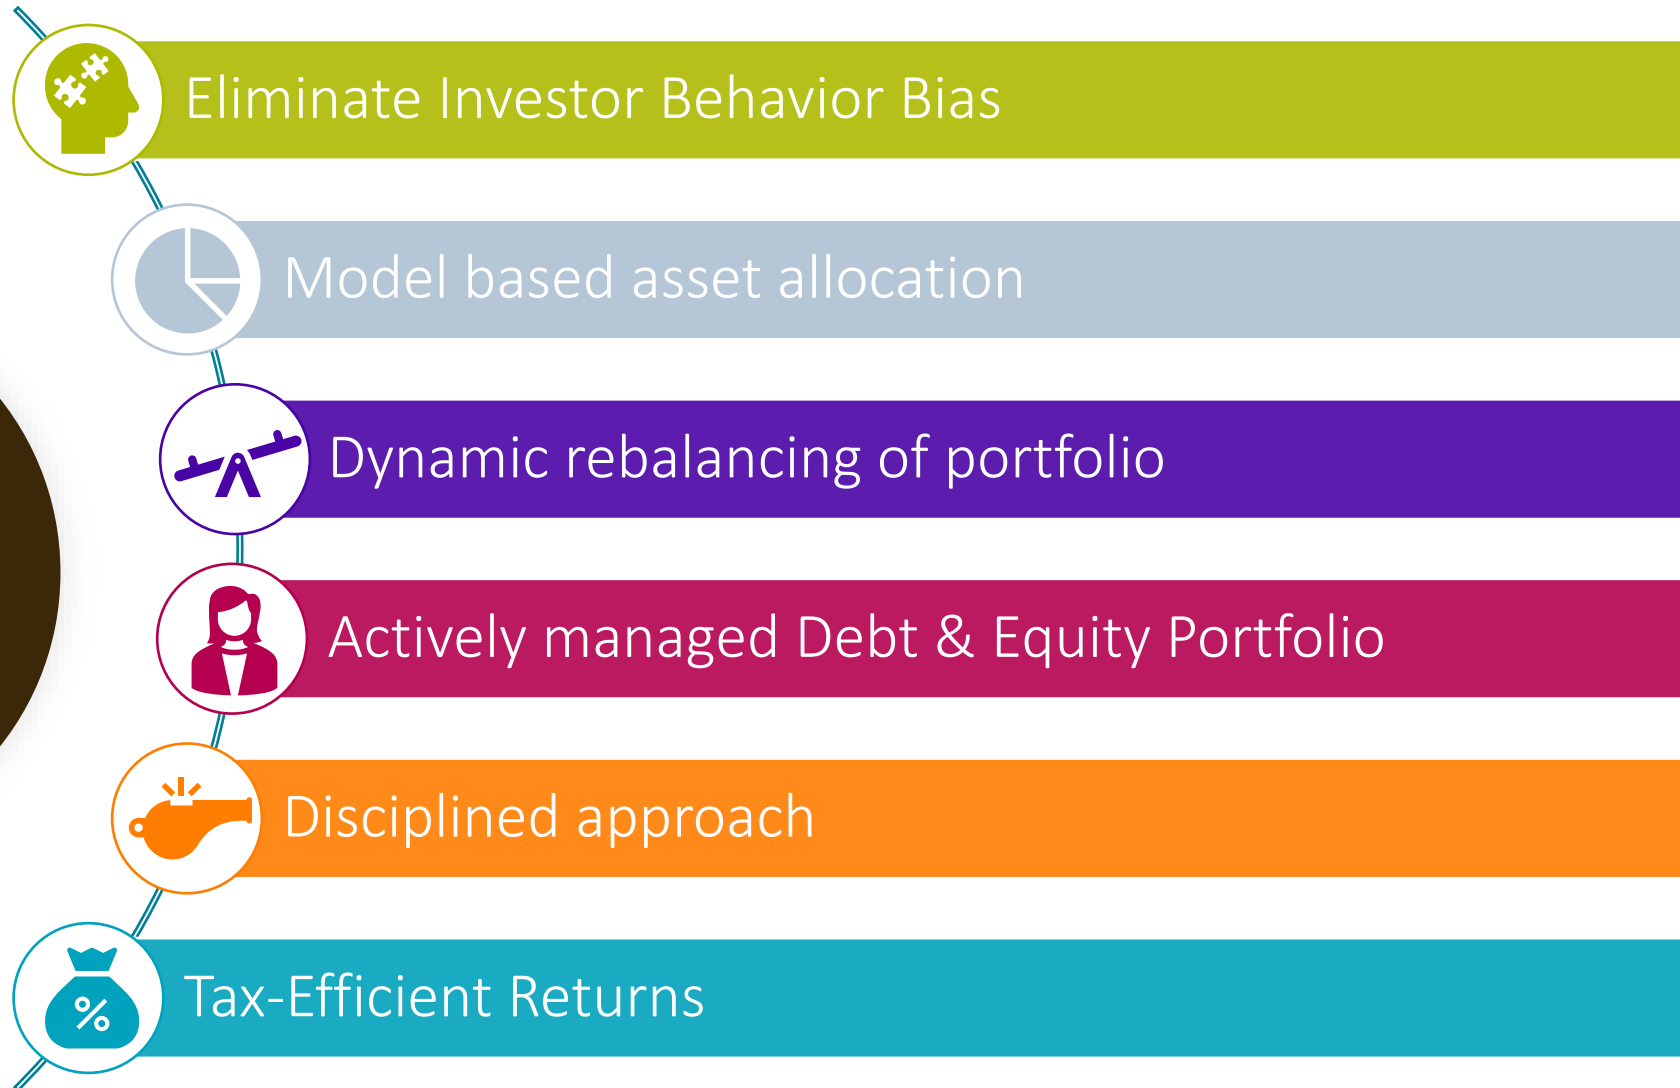 Eliminate Investor Behavior Bias
Model based asset allocation
Dynamic rebalancing of portfolio
Actively managed Debt & Equity Portfolio
Disciplined approach
%
Tax-Efficient Returns